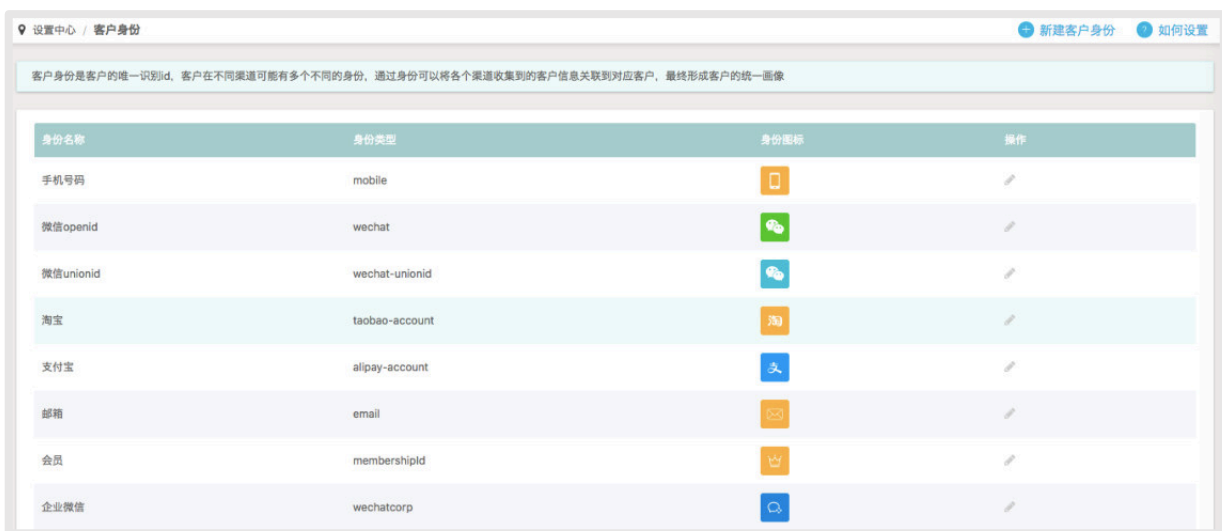 设置中心 / 客户身份 新建客户身份 ? 如何设置
客户身份是客户的唯一识别id，客户在不同渠道可能有多个不同的身份，通过身份可以将各个渠道收集到的客户信息关联到对应客户，最终形成客户的统一画像
身份名称 身份类型 身份图标 操作
手机号码 mobile
微信openid wechat
微信unionid wechat-unionid
淘宝 taobao-account 淘
支付宝 alipay-account 支
邮箱 email
会员 membershipId
企业微信 wechatcorp